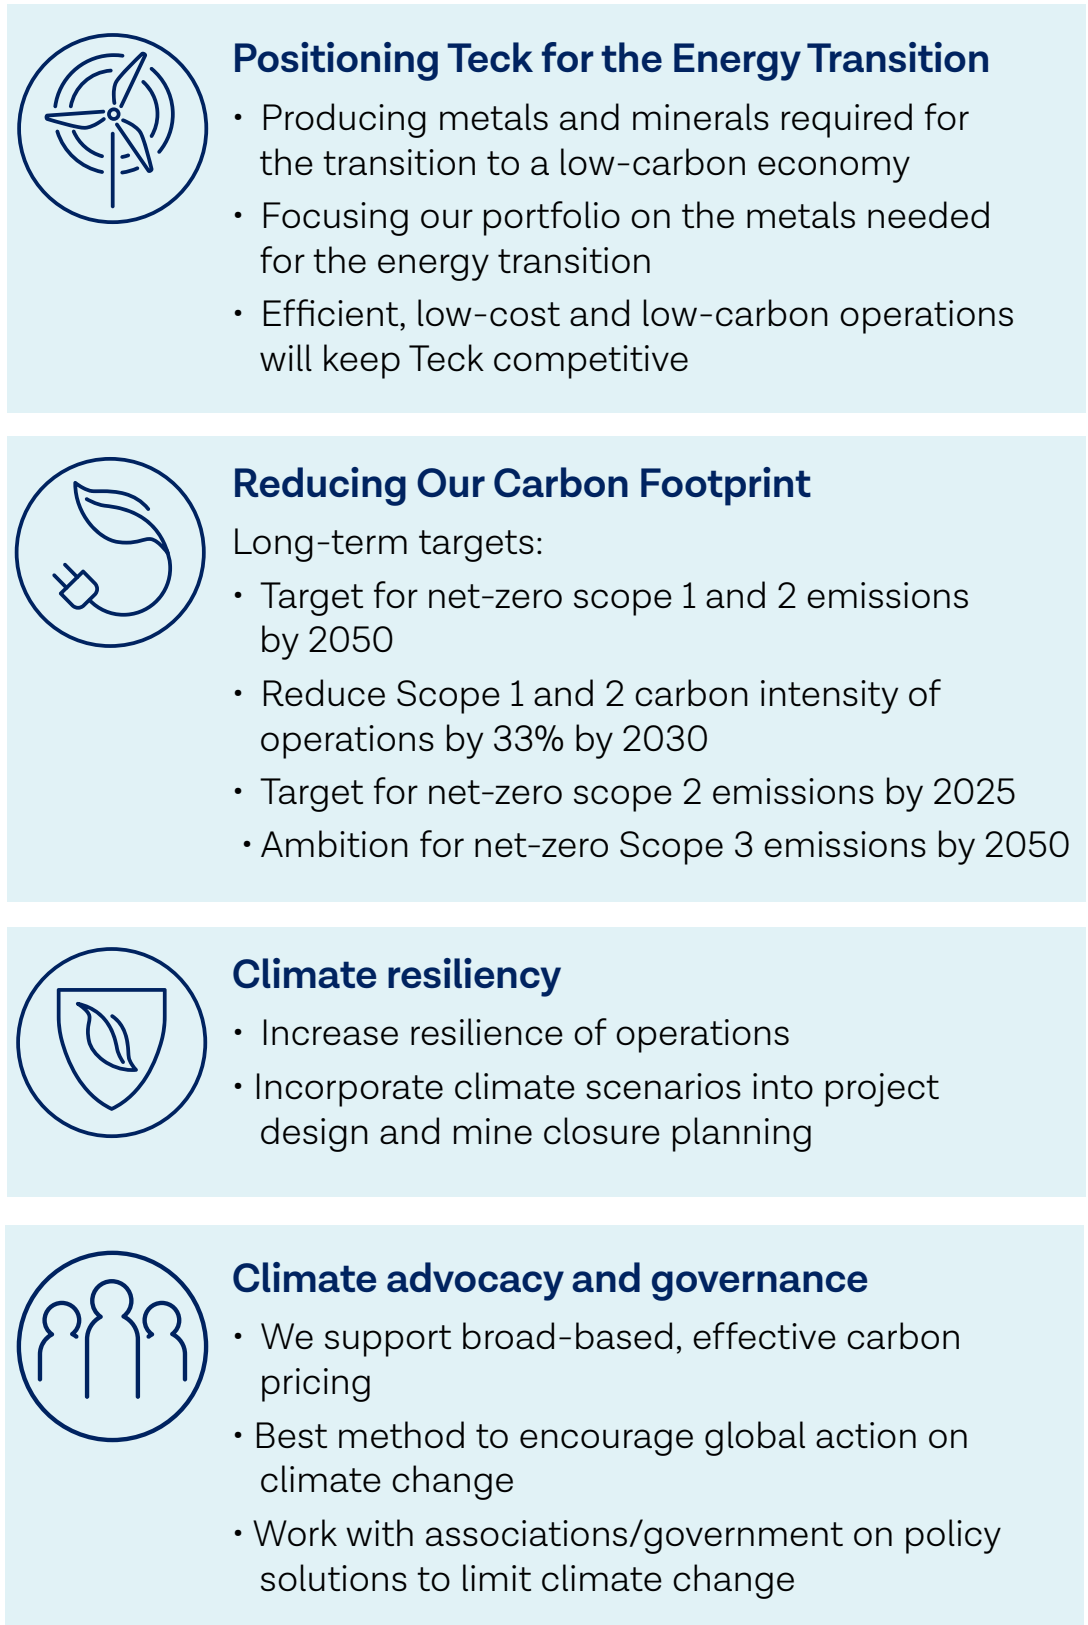 Positioning Teck for the Energy Transition
• Producing metals and minerals required for
the transition to a low-carbon economy
• Focusing our portfolio on the metals needed
for the energy transition
• Efficient, low-cost and low-carbon operations
will keep Teck competitive
Reducing Our Carbon Footprint
Long-term targets:
• Target for net-zero scope 1 and 2 emissions
by 2050
• Reduce Scope 1 and 2 carbon intensity of
operations by 33% by 2030
• Target for net-zero scope 2 emissions by 2025
• Ambition for net-zero Scope 3 emissions by 2050
Climate resiliency
• Increase resilience of operations
• Incorporate climate scenarios into project
design and mine closure planning
Climate advocacy and governance
• We support broad-based, effective carbon
pricing
• Best method to encourage global action on
climate change
• Work with associations/government on policy
solutions to limit climate change